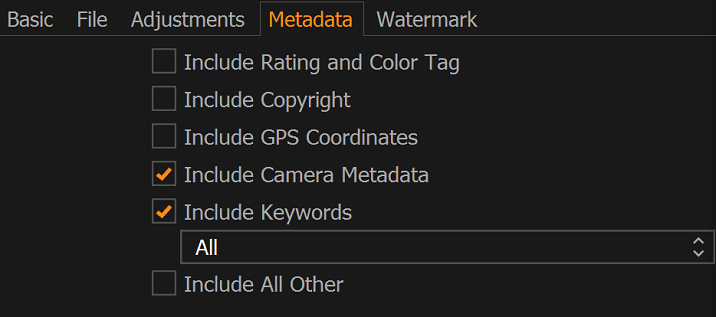 Basic File Adjustments Metadata Watermark
Include Rating and Color Tag
Include Copyright
Include GPS Coordinates
Include Camera Metadata
Include Keywords
All
Include All Other